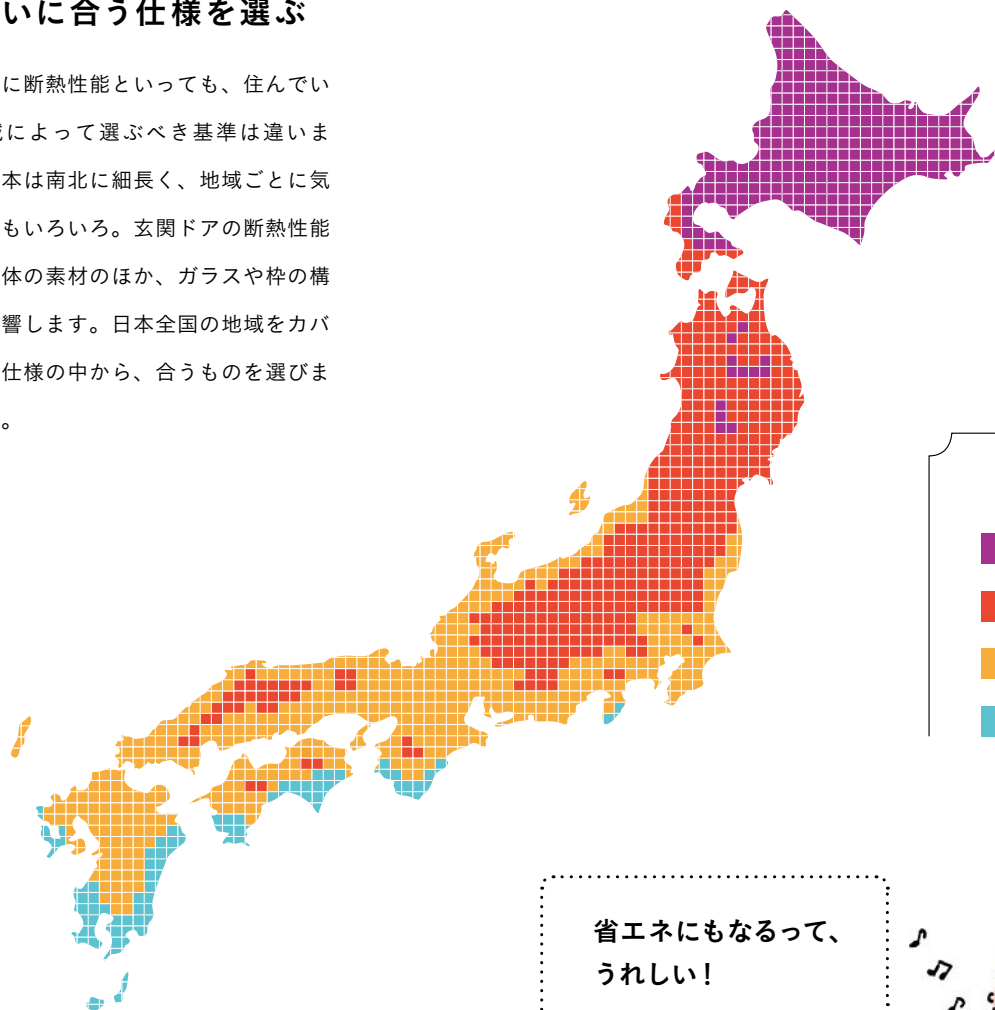 いに合う仕様を選ぶ
に断熱性能といっても、住んでい
によって選ぶべき基準は違いま
本は南北に細長く、地域ごとに気
もいろいろ。玄関ドアの断熱性能
体の素材のほか、ガラスや枠の構
響します。日本全国の地域をカバ
仕様の中から、合うものを選びま
。
省エネにもなるって、
うれしい！